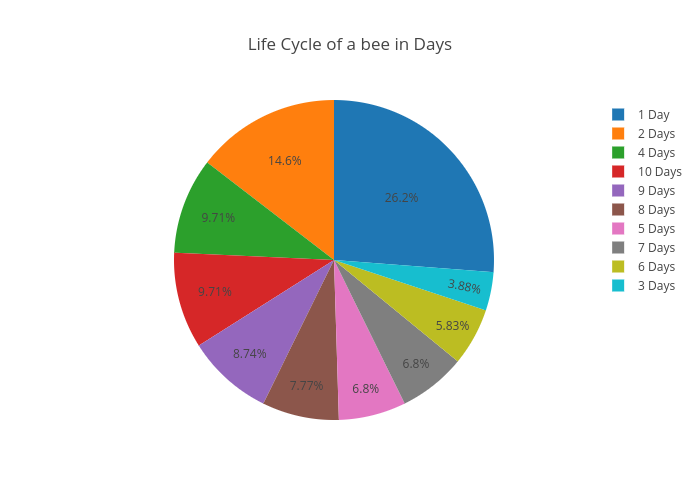 Life Cycle of a bee in Days
1 Day
2 Days
4 Days
10 Days
9 Days
8 Days
5 Days
7 Days
6 Days
3 Days
14.6%
26.2%
9.71%
9.71%
3.88%
5.83%
8.74%
6.8%
7.77%
6.8%